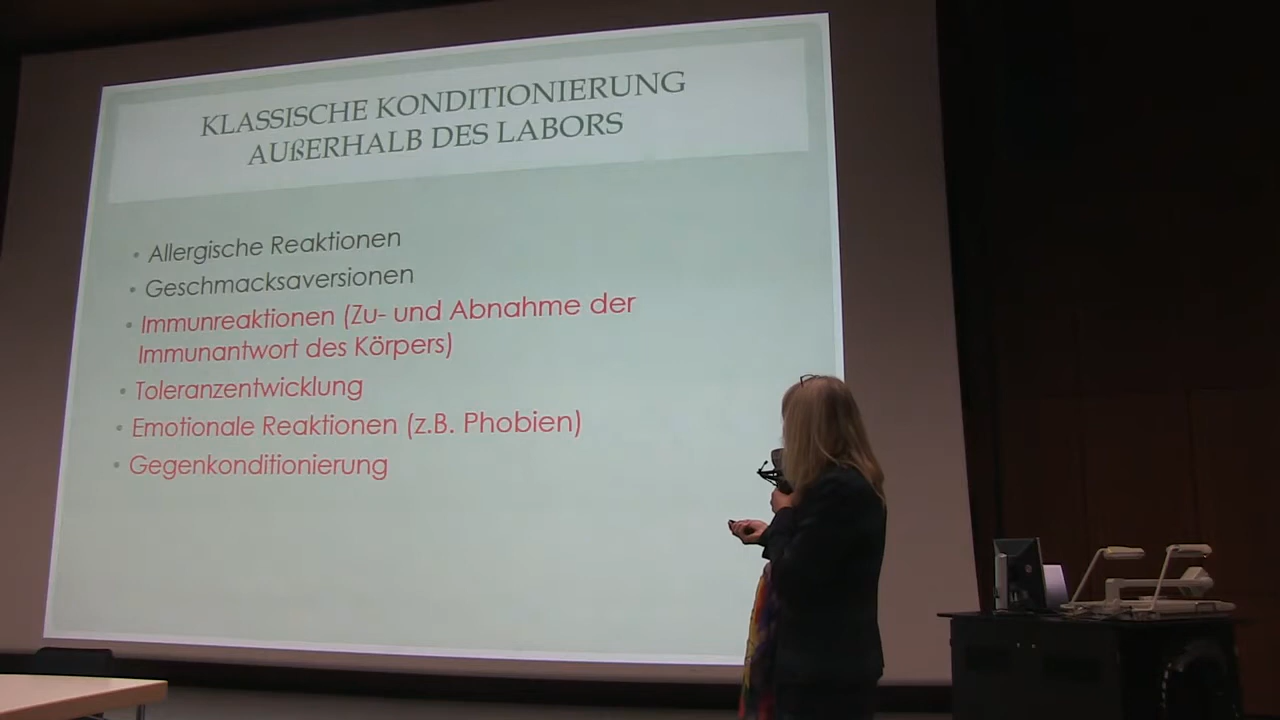 KLASSISCHE KONDITIONIERUNG
AUßERHALB DES LABORS
• Allergische Reaktionen
• Geschmacksaversionen
• Immunreaktionen (Zu- und Abnahme der
Immunantwort des Körpers)
• Toleranzentwicklung
• Emotionale Reaktionen (z.B. Phobien)
• Gegenkonditionierung